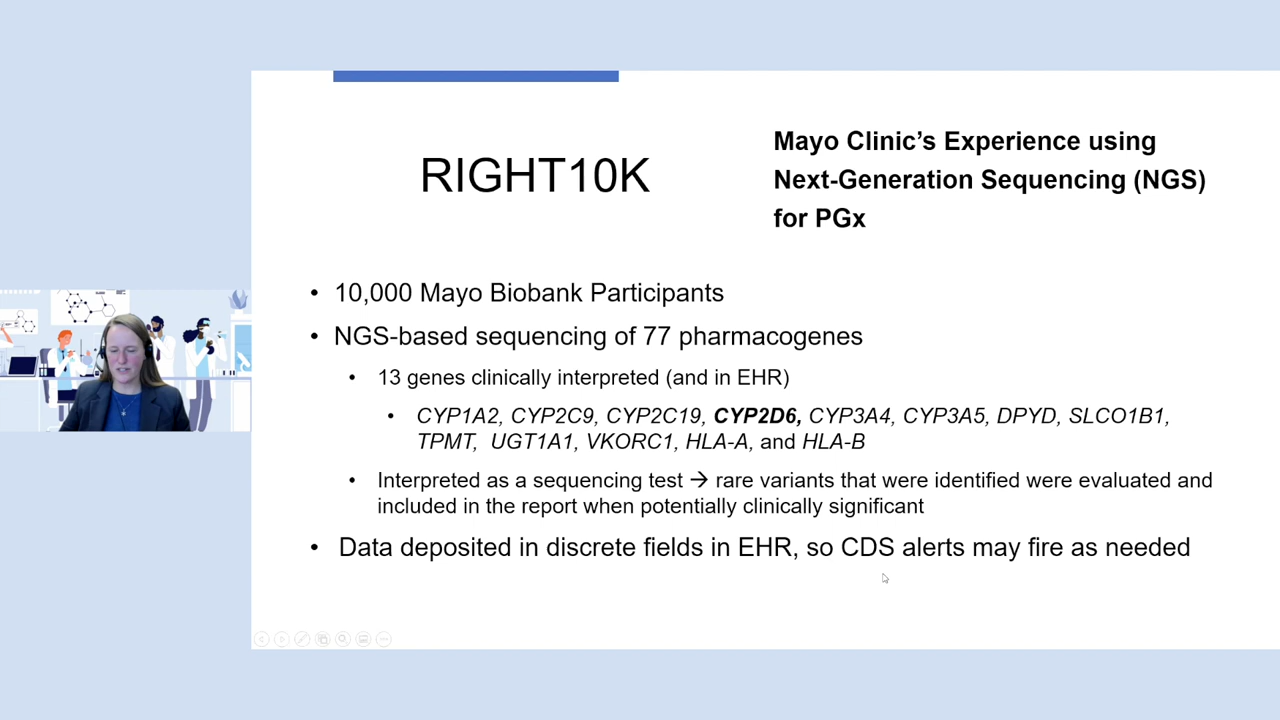 RIGHT10K
Mayo Clinic’s Experience using
Next-Generation Sequencing (NGS)
for PGx
• 10,000 Mayo Biobank Participants
• NGS-based sequencing of 77 pharmacogenes
• 13 genes clinically interpreted (and in EHR)
• CYP1A2, CYP2C9, CYP2C19, CYP2D6, CYP3A4, CYP3A5, DPYD, SLCO1B1,
TPMT, UGT1A1, VKORC1, HLA-A, and HLA-B
• Interpreted as a sequencing test → rare variants that were identified were evaluated and
included in the report when potentially clinically significant
• Data deposited in discrete fields in EHR, so CDS alerts may fire as needed